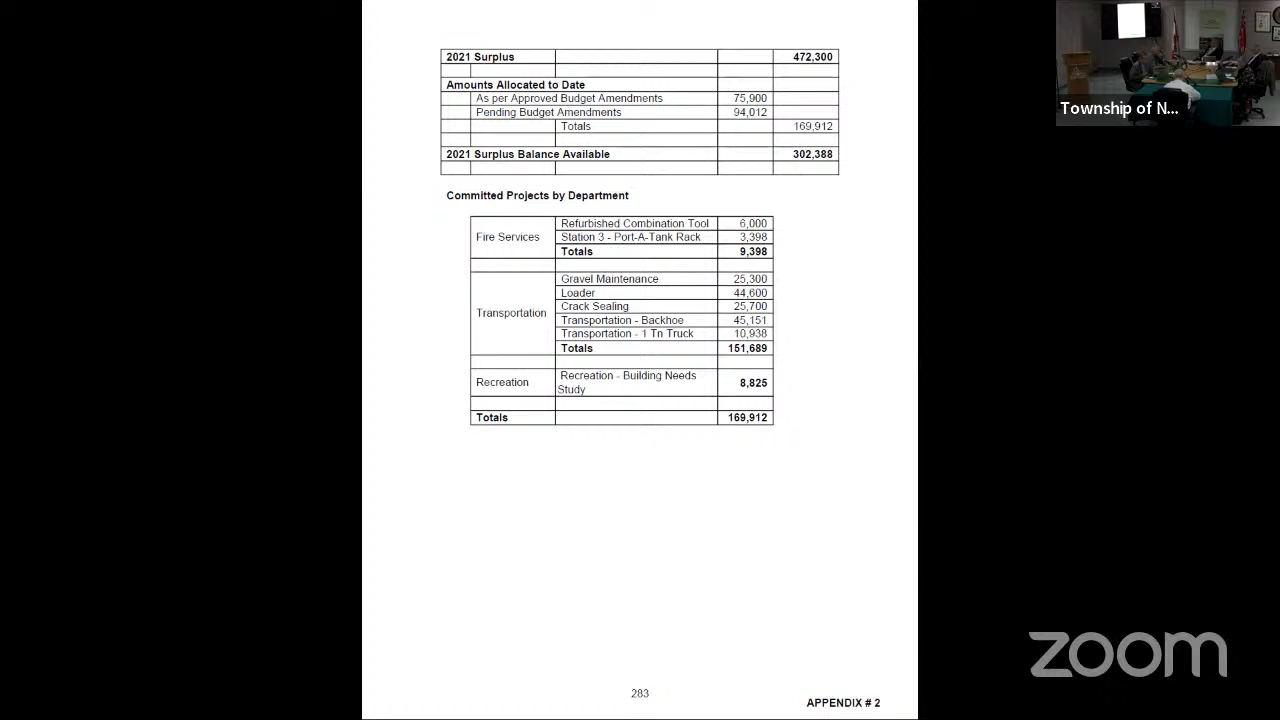 2021 Surplus 472,300
Amounts Allocated to Date
As per Approved Budget Amendments 75,900
Pending Budget Amendments 94,012
Totals 169,912
2021 Surplus Balance Available 302,388
Committed Projects by Department
Fire Services
Refurbished Combination Tool 6,000
Station 3 - Port-A-Tank Rack 3,398
Totals 9,398
Transportation
Gravel Maintenance 25,300
Loader 44,600
Crack Sealing 25,700
Transportation - Backhoe 45,151
Transportation - 1 Tn Truck 10,938
Totals 151,689
Recreation
Recreation - Building Needs
Study
8,825
Totals 169,912
283
APPENDIX # 2
Township of N...
zoom